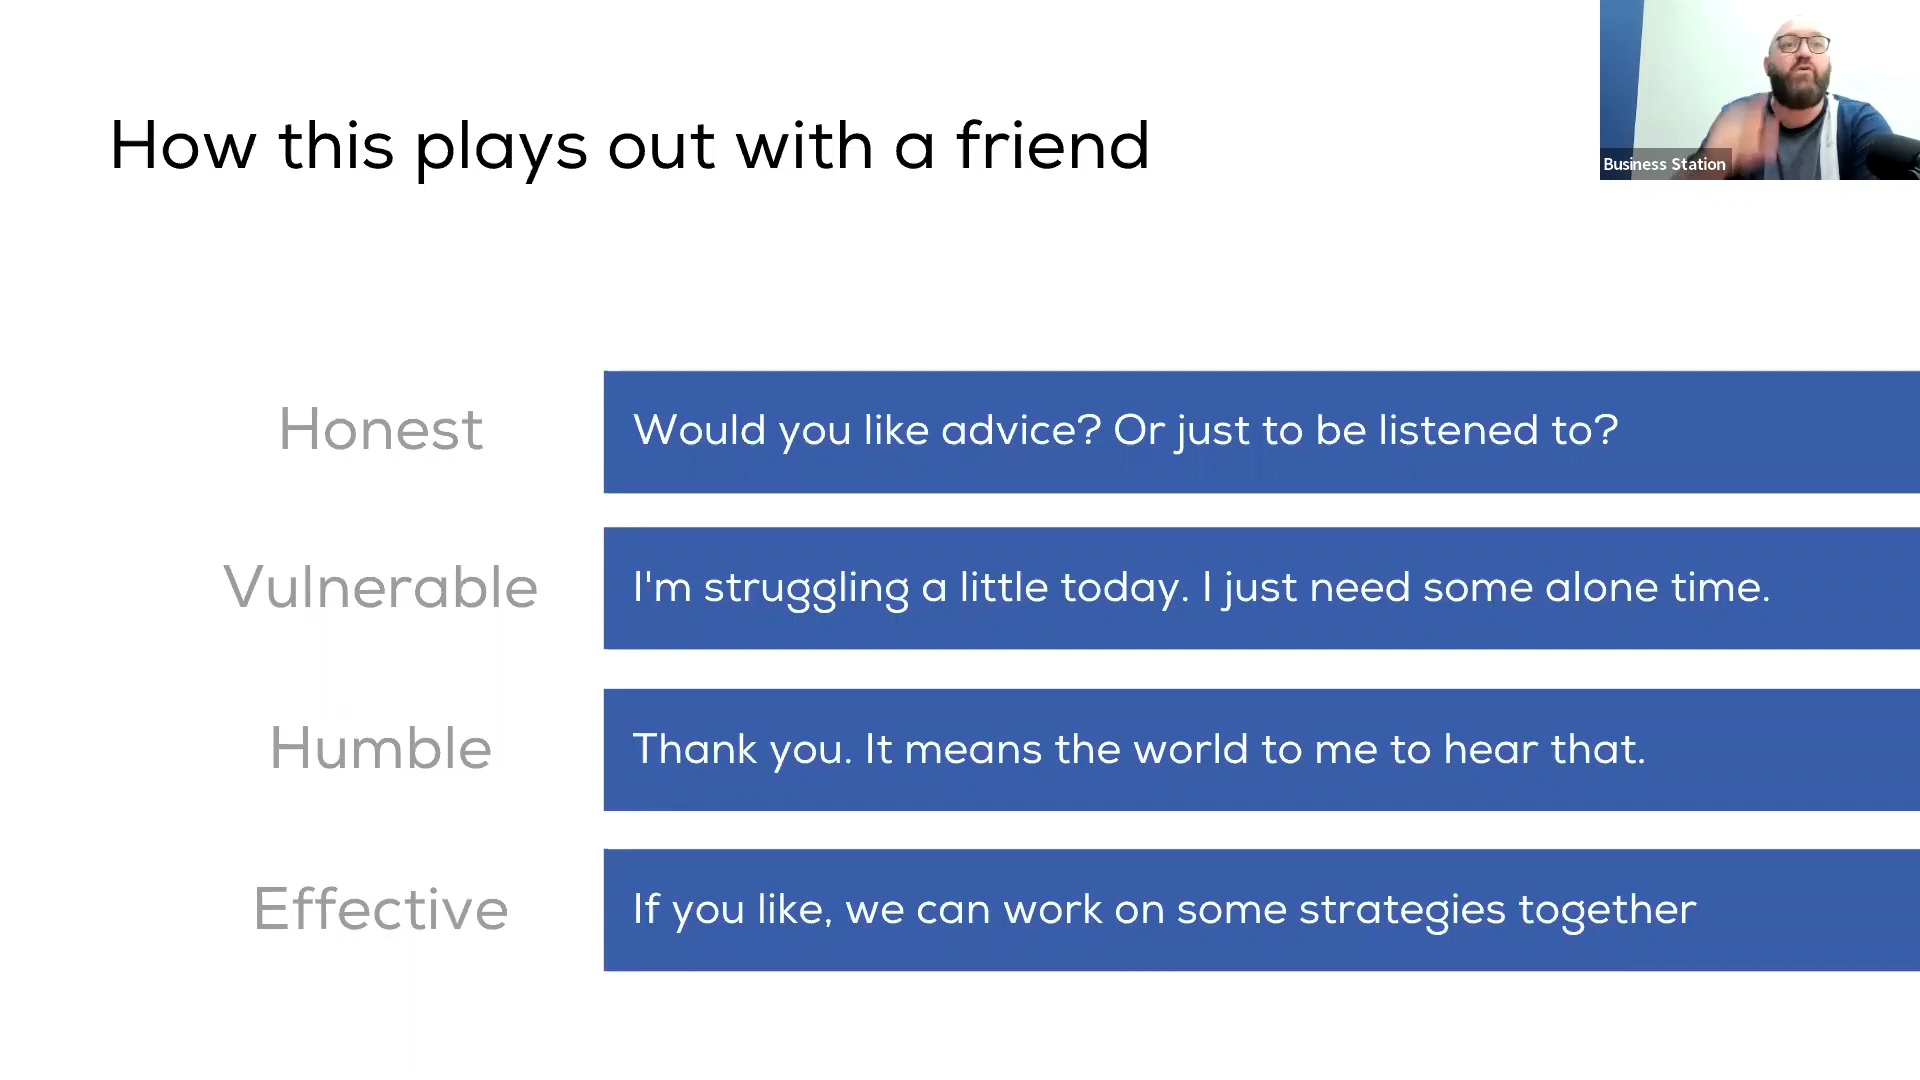 How this plays out with a friend
Business Station
Honest
Would you like advice? Or just to be listened to?
Vulnerable
I'm struggling a little today. I just need some alone time.
Humble
Thank you. It means the world to me to hear that.
Effective
If you like, we can work on some strategies together